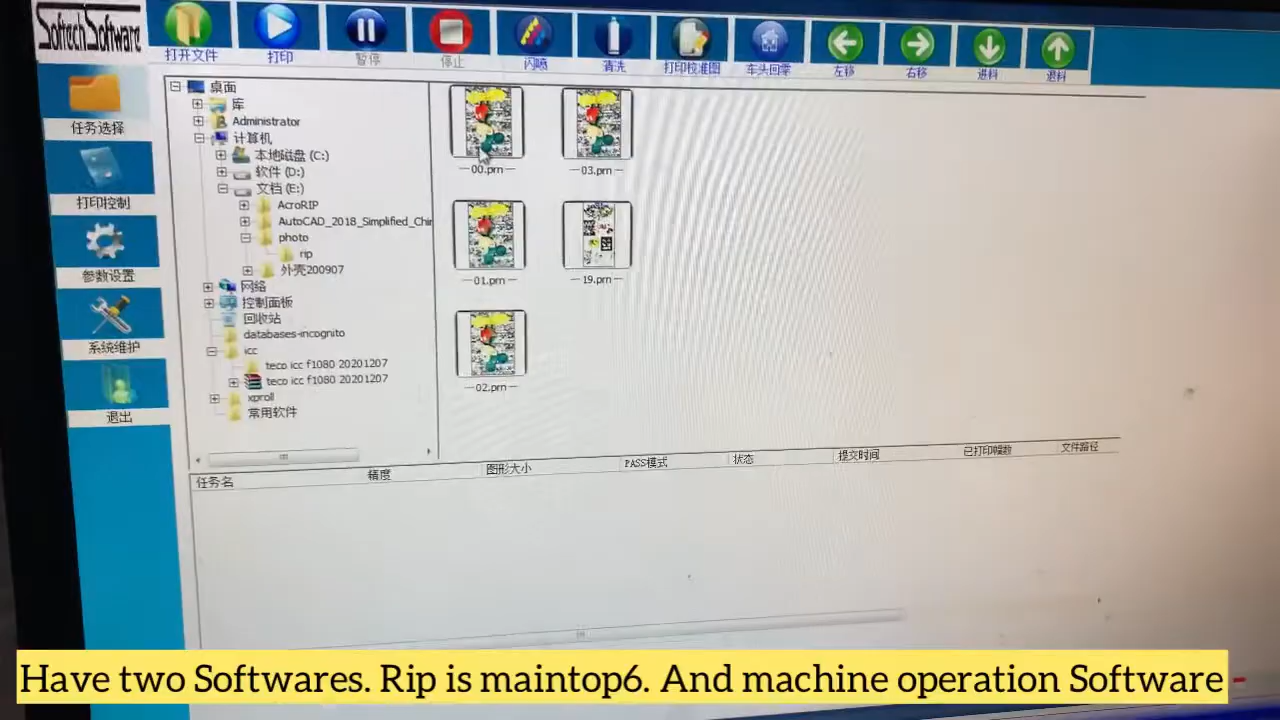 SoftechSoftware
打开文件
打印
暂停
停止
闪喷
清洗
打印校准图
车头回零
左移
右移
进料
退料
任务选择
打印控制
参数设置
系统维护
退出
桌面
库
Administrator
计算机
本地磁盘 (C:)
软件 (D:)
文档 (E:)
AcroRIP
AutoCAD_2018_Simplified_Chin
photo
rip
外壳200907
网络
控制面板
回收站
databases-incognito
icc
teco icc f1080 20201207
teco icc f1080 20201207
xproll
常用软件
00.prn
03.prn
01.prn
19.prn
02.prn
任务名 精度 图形大小 PASS模式 状态 提交时间 已打印幅数 文件路径
Have two Softwares. Rip is maintop6. And machine operation Software -